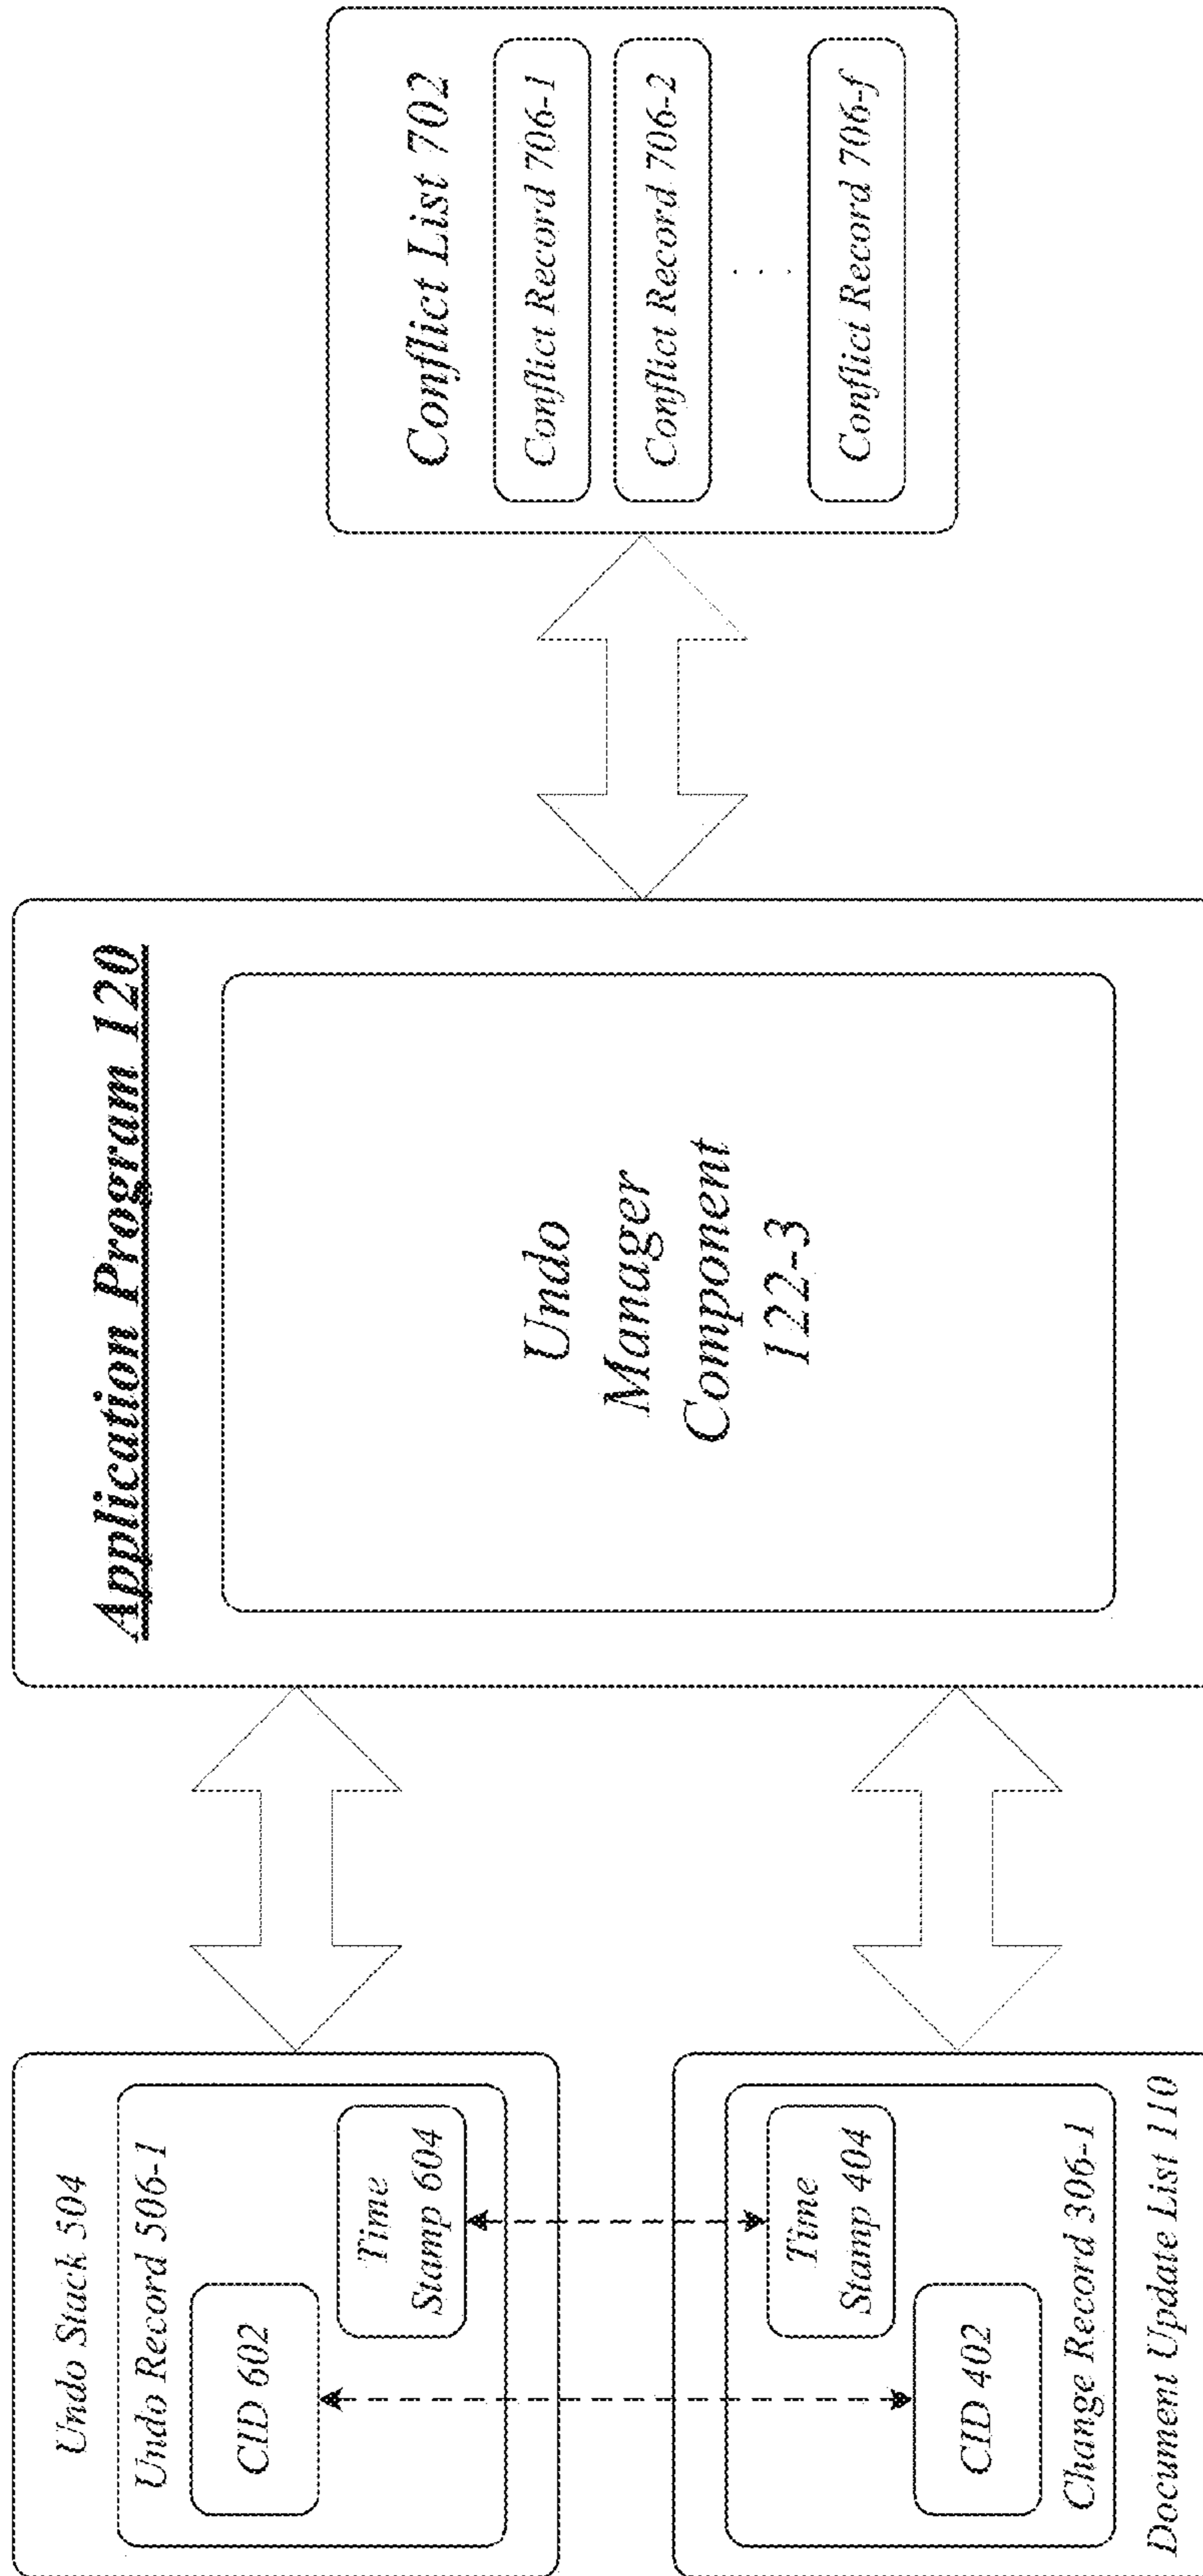 Undo Stack 504
Undo Record 506-1
CID 602
Time
Stamp 604
Time
Stamp 404
CID 402
Change Record 306-1
Document Update List 110
Application Program 120
Undo
Manager
Component
122-3
Conflict List 702
Conflict Record 706-1
Conflict Record 706-2
. . . .
Conflict Record 706-f